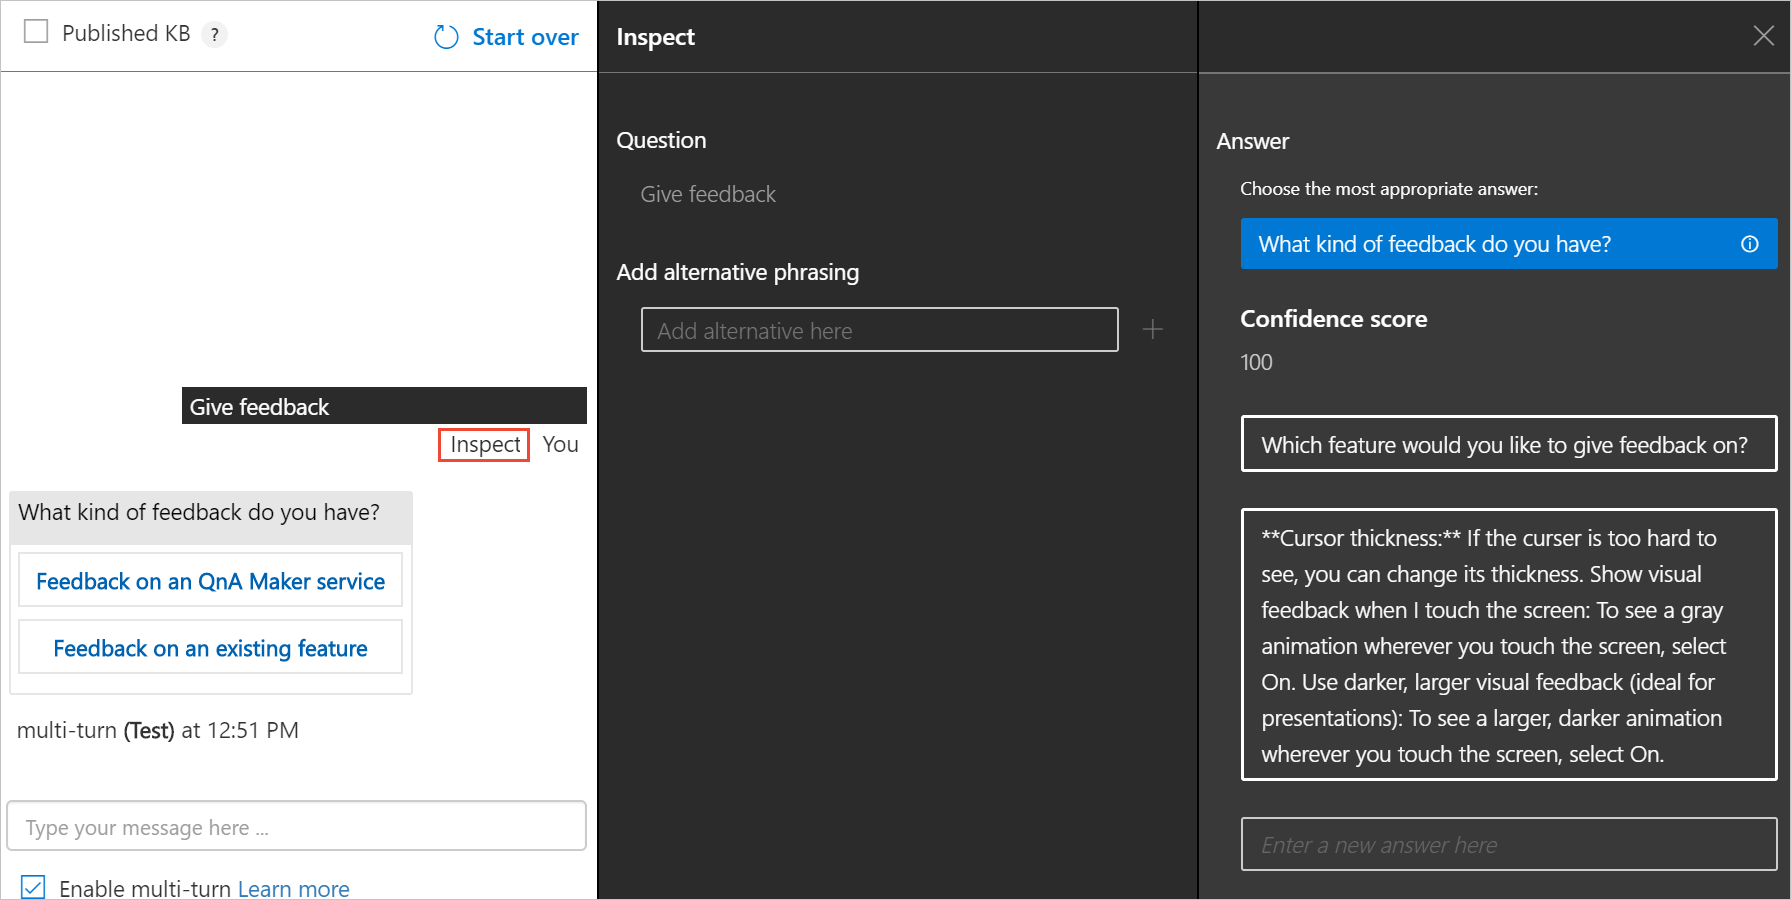 Published KB ?
Start over
Give feedback
Inspect You
What kind of feedback do you have?
Feedback on an QnA Maker service
Feedback on an existing feature
multi-turn (Test) at 12:51 PM
Type your message here ...
Enable multi-turn Learn more
Inspect
Question
Give feedback
Add alternative phrasing
Add alternative here
Answer
Choose the most appropriate answer:
What kind of feedback do you have?
Confidence score
100
Which feature would you like to give feedback on?
**Cursor thickness:** If the curser is too hard to
see, you can change its thickness. Show visual
feedback when I touch the screen: To see a gray
animation wherever you touch the screen, select
On. Use darker, larger visual feedback (ideal for
presentations): To see a larger, darker animation
wherever you touch the screen, select On.
Enter a new answer here